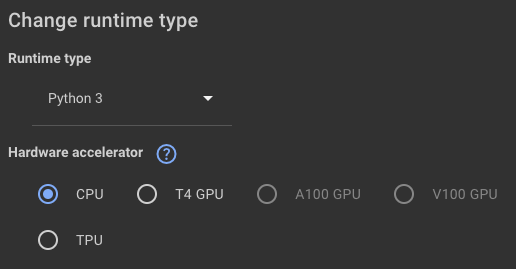 Change runtime type
Runtime type
Python 3
Hardware accelerator ?
CPU T4 GPU A100 GPU V100 GPU
TPU